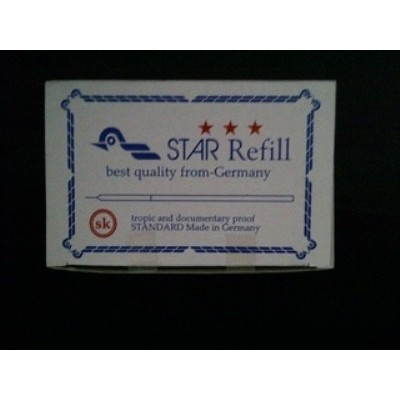 STAR Refill
best quality from-Germany
sk
tropic and documentary proof
STANDARD Made in Germany